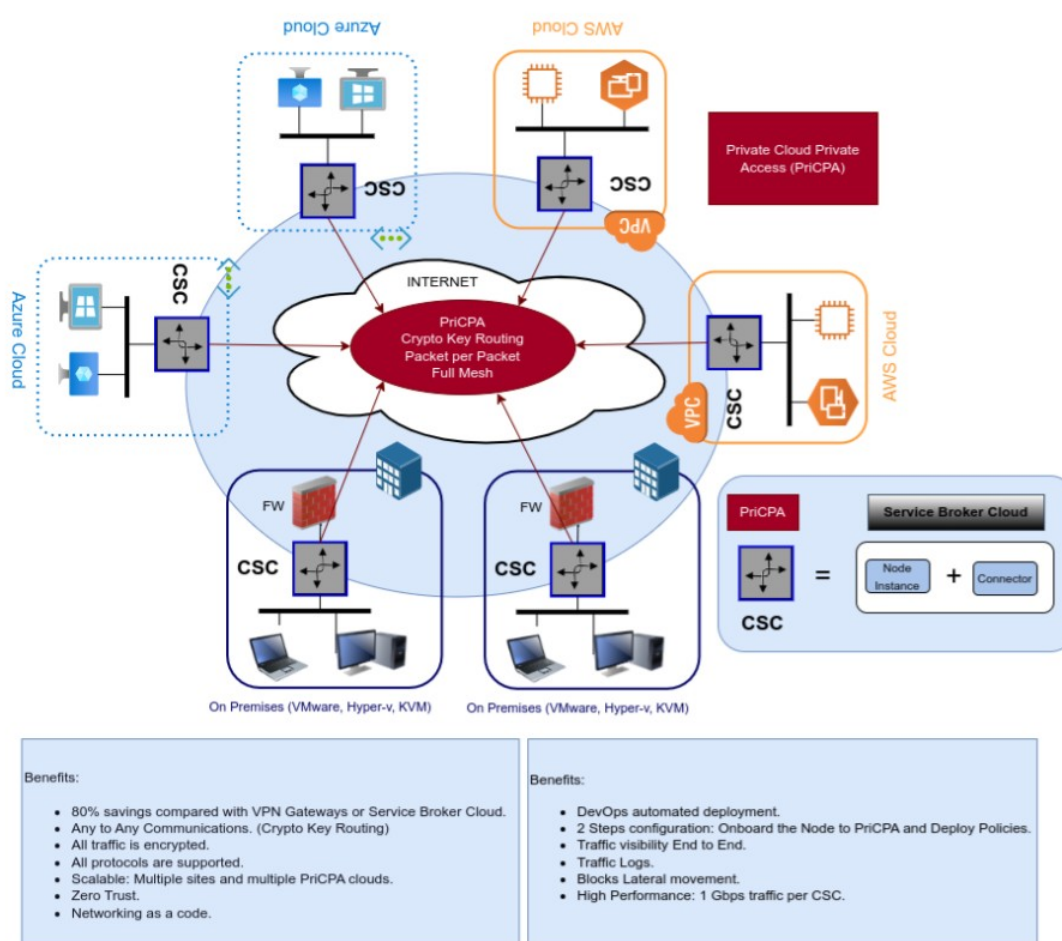 Azure Cloud
AWS Cloud
CSC
CSC
VPC
Private Cloud Private
Access (PriCPA)
Azure Cloud
CSC
INTERNET
PriCPA
Crypto Key Routing
Packet per Packet
Full Mesh
VPC
CSC
AWS Cloud
FW
CSC
FW
CSC
PriCPA
Service Broker Cloud
CSC
=
Node
Instance
+
Connector
On Premises (VMware, Hyper-v, KVM)
On Premises (VMware, Hyper-v, KVM)
Benefits:
• 80% savings compared with VPN Gateways or Service Broker Cloud.
• Any to Any Communications. (Crypto Key Routing)
• All traffic is encrypted.
• All protocols are supported.
• Scalable: Multiple sites and multiple PriCPA clouds.
• Zero Trust.
• Networking as a code.
Benefits:
• DevOps automated deployment.
• 2 Steps configuration: Onboard the Node to PriCPA and Deploy Policies.
• Traffic visibility End to End.
• Traffic Logs.
• Blocks Lateral movement.
• High Performance: 1 Gbps traffic per CSC.